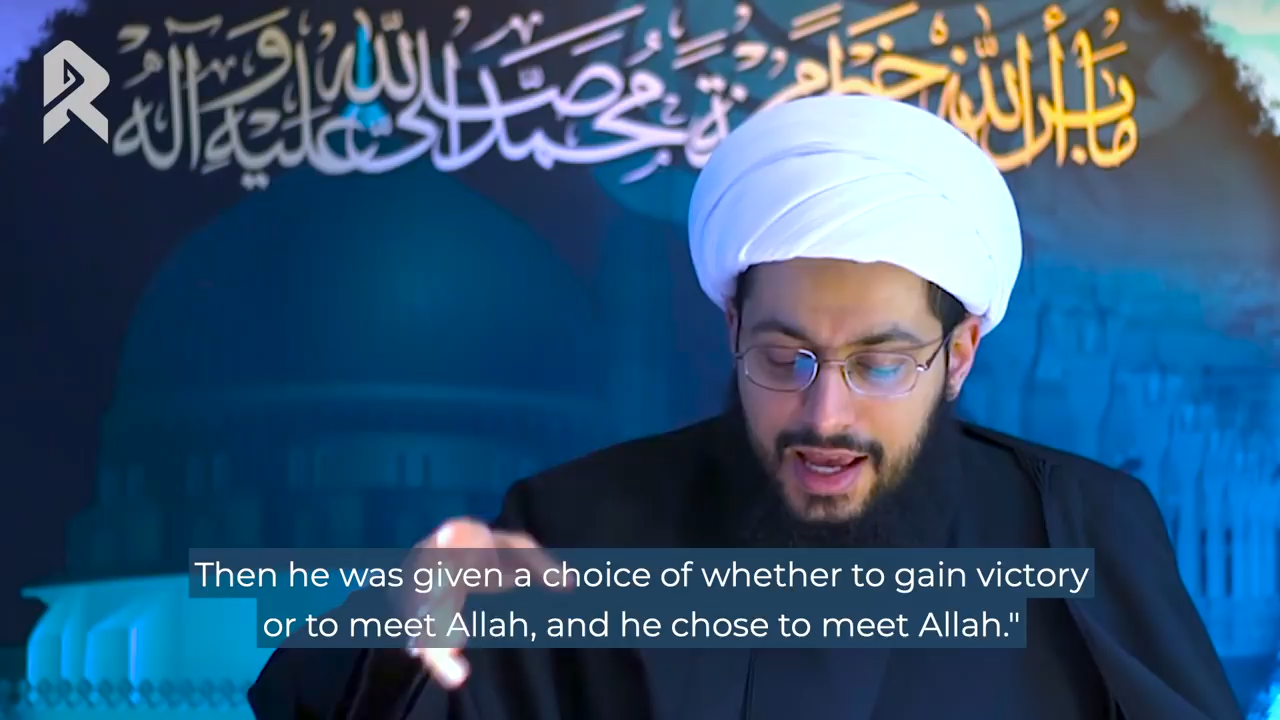 الله محمد صلى الله عليه وآله
Then he was given a choice of whether to gain victory
or to meet Allah, and he chose to meet Allah."